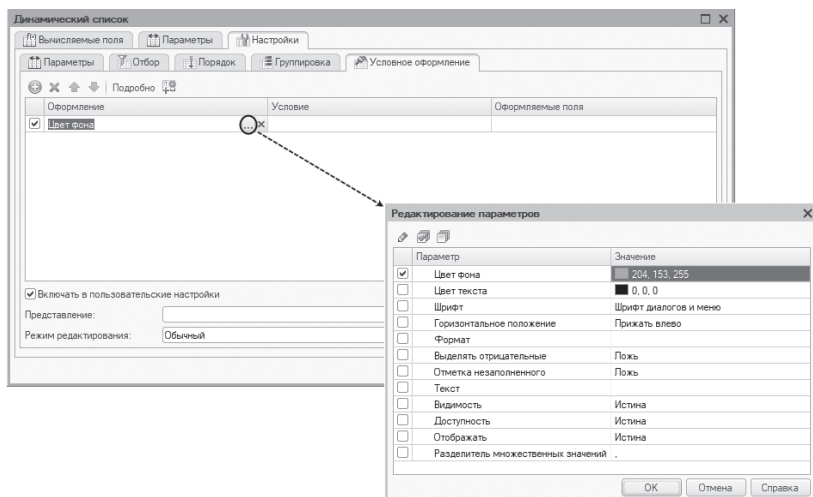 Динамический список
Вычисляемые поля Параметры Настройки
Параметры Отбор Порядок Группировка Условное оформление
Подробно
Оформление Условие Оформляемые поля
Цвет фона ... ×
Включать в пользовательские настройки
Представление:
Режим редактирования: Обычный
Редактирование параметров
Параметр Значение
Цвет фона 204, 153, 255
Цвет текста 0, 0, 0
Шрифт Шрифт диалогов и меню
Горизонтальное положение Прижать влево
Формат
Выделять отрицательные Ложь
Отметка незаполненного Ложь
Текст
Видимость Истина
Доступность Истина
Отображать Истина
Разделитель множественных значений ,
OK Отмена Справка